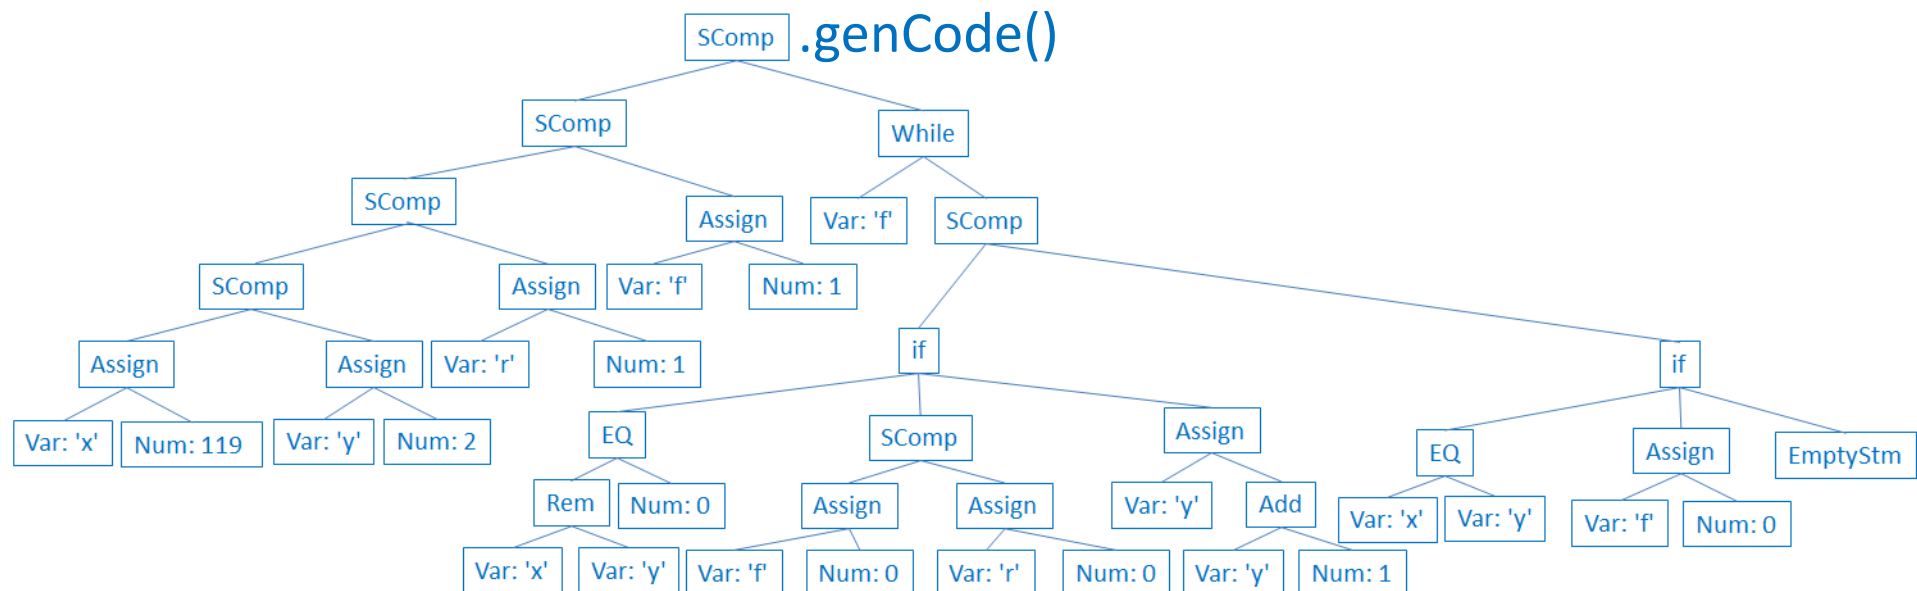 SComp .genCode()
SComp
While
SComp
Assign
Var: 'f'
SComp
SComp
Assign
Var: 'f'
Num: 1
Assign
Assign
Var: 'r'
Num: 1
if
if
Var: 'x'
Num: 119
Var: 'y'
Num: 2
EQ
SComp
Assign
EQ
Assign
EmptyStm
Rem
Num: 0
Assign
Assign
Var: 'y'
Add
Var: 'x'
Var: 'y'
Var: 'f'
Num: 0
Var: 'x'
Var: 'y'
Var: 'f'
Num: 0
Var: 'r'
Num: 0
Var: 'y'
Num: 1